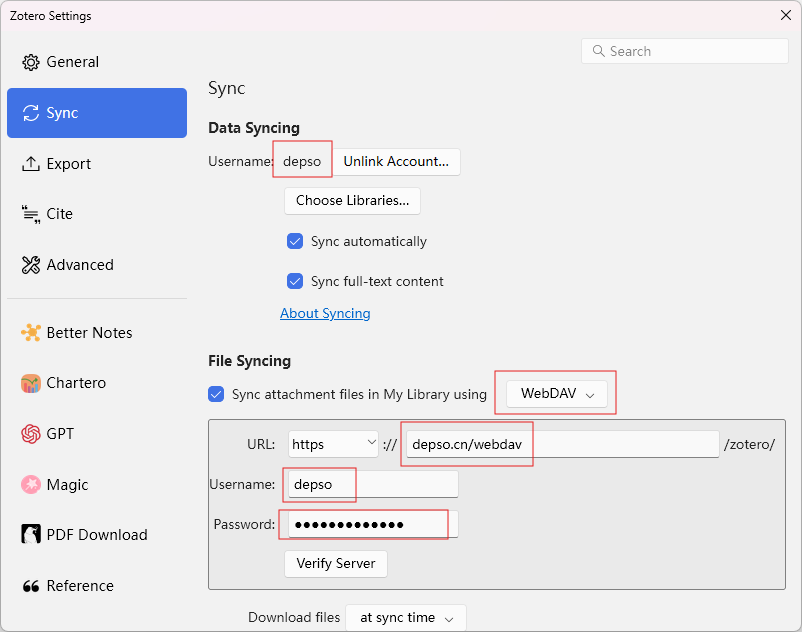 Zotero Settings
Search
General
Sync
Export
Cite
Advanced
Better Notes
Chartero
GPT
Magic
PDF Download
Reference
Sync
Data Syncing
Username: depso Unlink Account...
Choose Libraries...
Sync automatically
Sync full-text content
About Syncing
File Syncing
Sync attachment files in My Library using WebDAV
URL: https :// depso.cn/webdav /zotero/
Username: depso
Password: ●●●●●●●●●●●●●
Verify Server
Download files at sync time